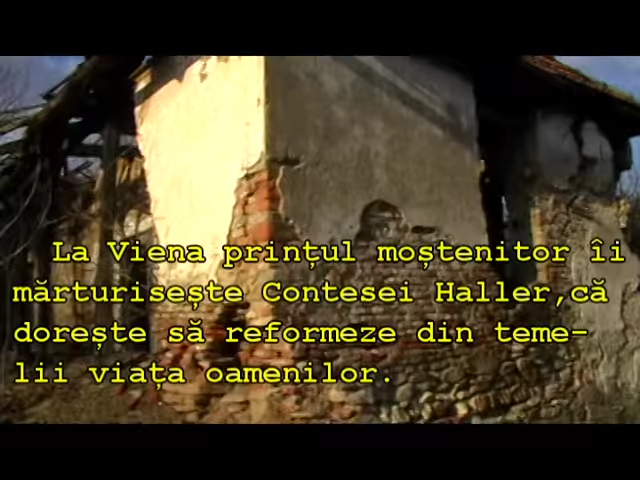 La Viena prințul moștenitor îi
mărturisește Contesei Haller,că
dorește să reformeze din teme-
lii viața oamenilor.